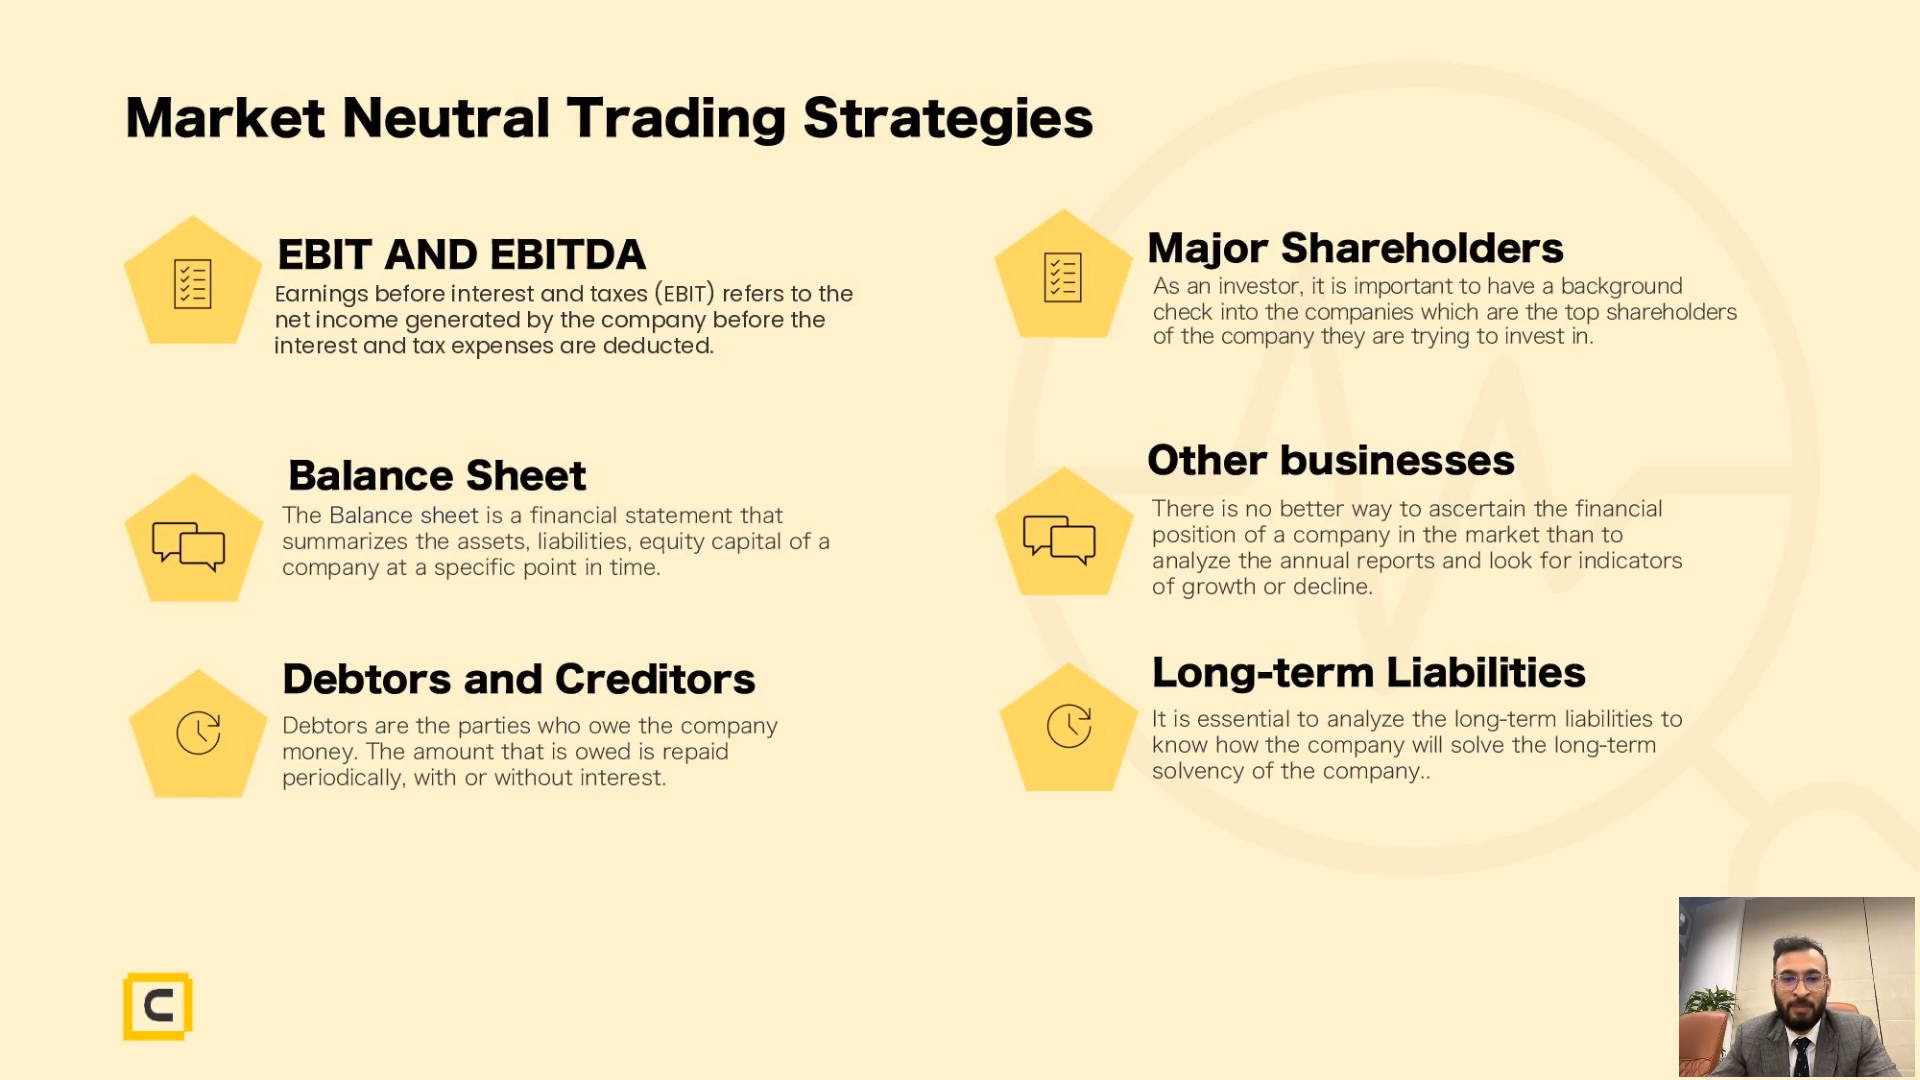 Market Neutral Trading Strategies
EBIT AND EBITDA
Earnings before interest and taxes (EBIT) refers to the
net income generated by the company before the
interest and tax expenses are deducted.
Balance Sheet
The Balance sheet is a financial statement that
summarizes the assets, liabilities, equity capital of a
company at a specific point in time.
Debtors and Creditors
Debtors are the parties who owe the company
money. The amount that is owed is repaid
periodically, with or without interest.
Major Shareholders
As an investor, it is important to have a background
check into the companies which are the top shareholders
of the company they are trying to invest in.
Other businesses
There is no better way to ascertain the financial
position of a company in the market than to
analyze the annual reports and look for indicators
of growth or decline.
Long-term Liabilities
It is essential to analyze the long-term liabilities to
know how the company will solve the long-term
solvency of the company..
C